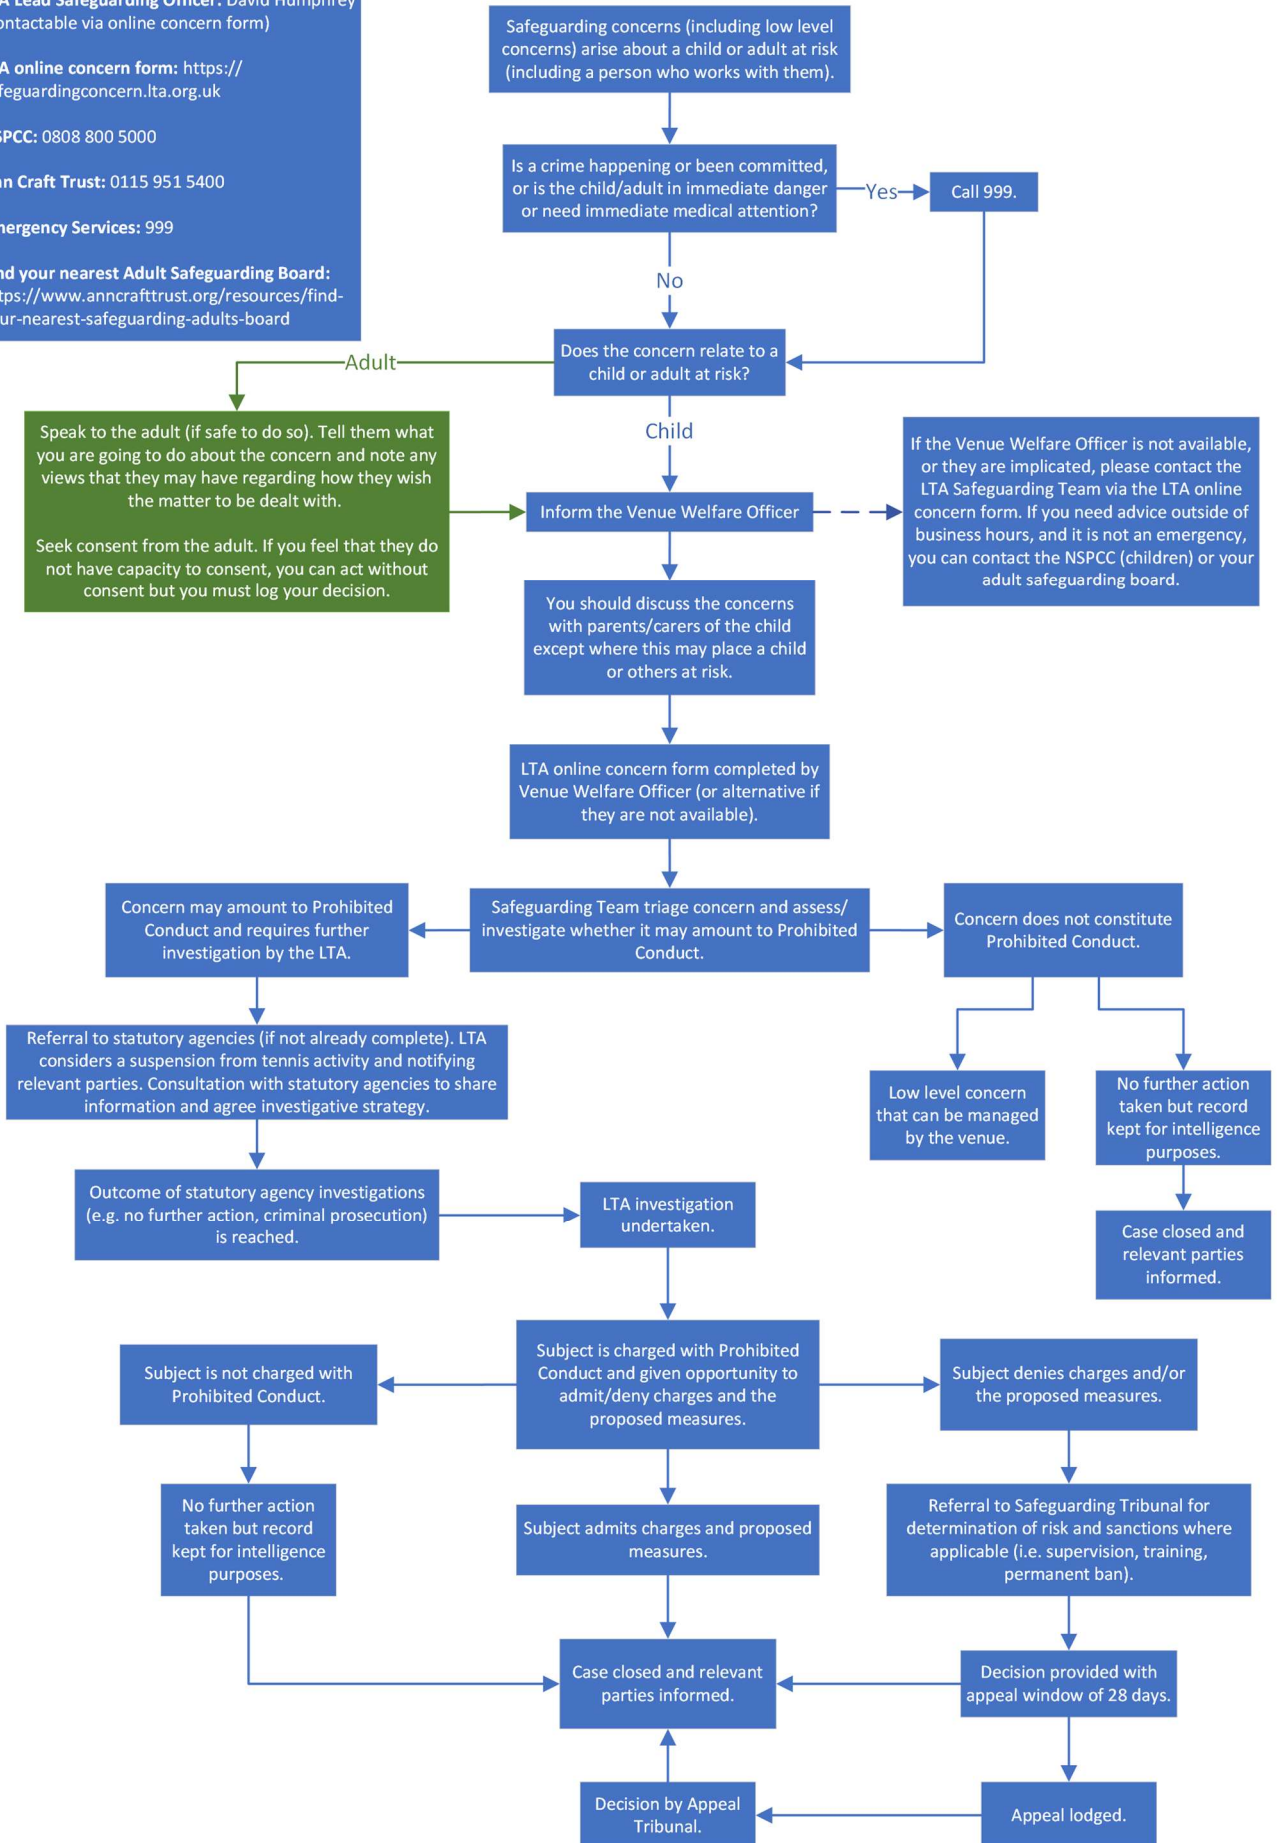 Lead Safeguarding Officer: David Humphrey
contactable via online concern form)
online concern form: https://
safeguardingconcern.lta.org.uk
NSPCC: 0808 800 5000
Ann Craft Trust: 0115 951 5400
Emergency Services: 999
Find your nearest Adult Safeguarding Board:
https://www.anncrafttrust.org/resources/find-
your-nearest-safeguarding-adults-board
Safeguarding concerns (including low level
concerns) arise about a child or adult at risk
(including a person who works with them).
Is a crime happening or been committed,
or is the child/adult in immediate danger
or need immediate medical attention?
Yes
Call 999.
No
Does the concern relate to a
child or adult at risk?
Adult
Child
Speak to the adult (if safe to do so). Tell them what
you are going to do about the concern and note any
views that they may have regarding how they wish
the matter to be dealt with.
Seek consent from the adult. If you feel that they do
not have capacity to consent, you can act without
consent but you must log your decision.
Inform the Venue Welfare Officer
If the Venue Welfare Officer is not available,
or they are implicated, please contact the
LTA Safeguarding Team via the LTA online
concern form. If you need advice outside of
business hours, and it is not an emergency,
you can contact the NSPCC (children) or your
adult safeguarding board.
You should discuss the concerns
with parents/carers of the child
except where this may place a child
or others at risk.
LTA online concern form completed by
Venue Welfare Officer (or alternative if
they are not available).
Concern may amount to Prohibited
Conduct and requires further
investigation by the LTA.
Safeguarding Team triage concern and assess/
investigate whether it may amount to Prohibited
Conduct.
Concern does not constitute
Prohibited Conduct.
Referral to statutory agencies (if not already complete). LTA
considers a suspension from tennis activity and notifying
relevant parties. Consultation with statutory agencies to share
information and agree investigative strategy.
Low level concern
that can be managed
by the venue.
No further action
taken but record
kept for intelligence
purposes.
Outcome of statutory agency investigations
(e.g. no further action, criminal prosecution)
is reached.
LTA investigation
undertaken.
Case closed and
relevant parties
informed.
Subject is not charged with
Prohibited Conduct.
Subject is charged with Prohibited
Conduct and given opportunity to
admit/deny charges and the
proposed measures.
Subject denies charges and/or
the proposed measures.
No further action
taken but record
kept for intelligence
purposes.
Subject admits charges and proposed
measures.
Referral to Safeguarding Tribunal for
determination of risk and sanctions where
applicable (i.e. supervision, training,
permanent ban).
Case closed and relevant
parties informed.
Decision provided with
appeal window of 28 days.
Decision by Appeal
Tribunal.
Appeal lodged.